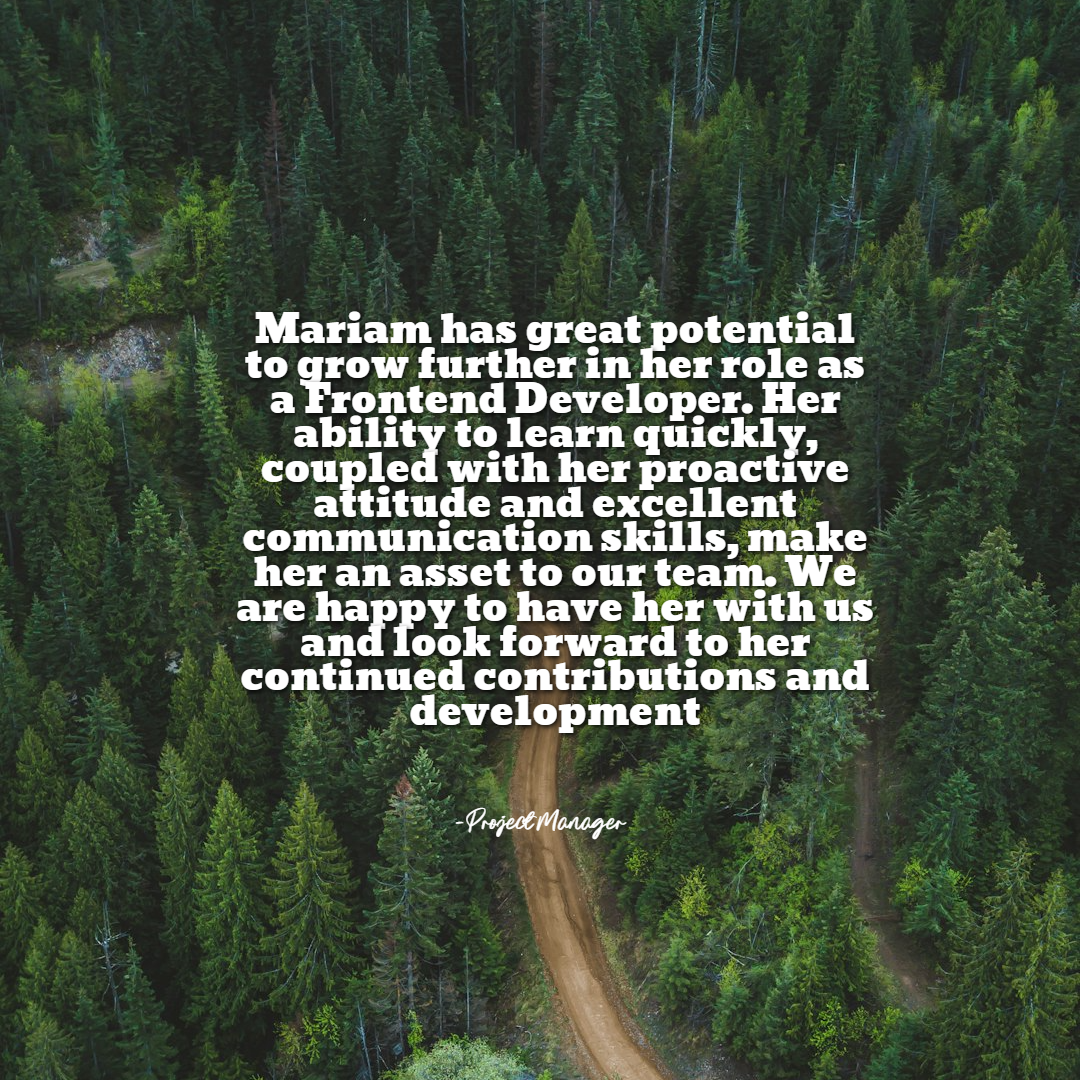 Mariam has great potential
to grow further in her role as
a Frontend Developer. Her
ability to learn quickly,
coupled with her proactive
attitude and excellent
communication skills, make
her an asset to our team. We
are happy to have her with us
and look forward to her
continued contributions and
development
-Project Manager